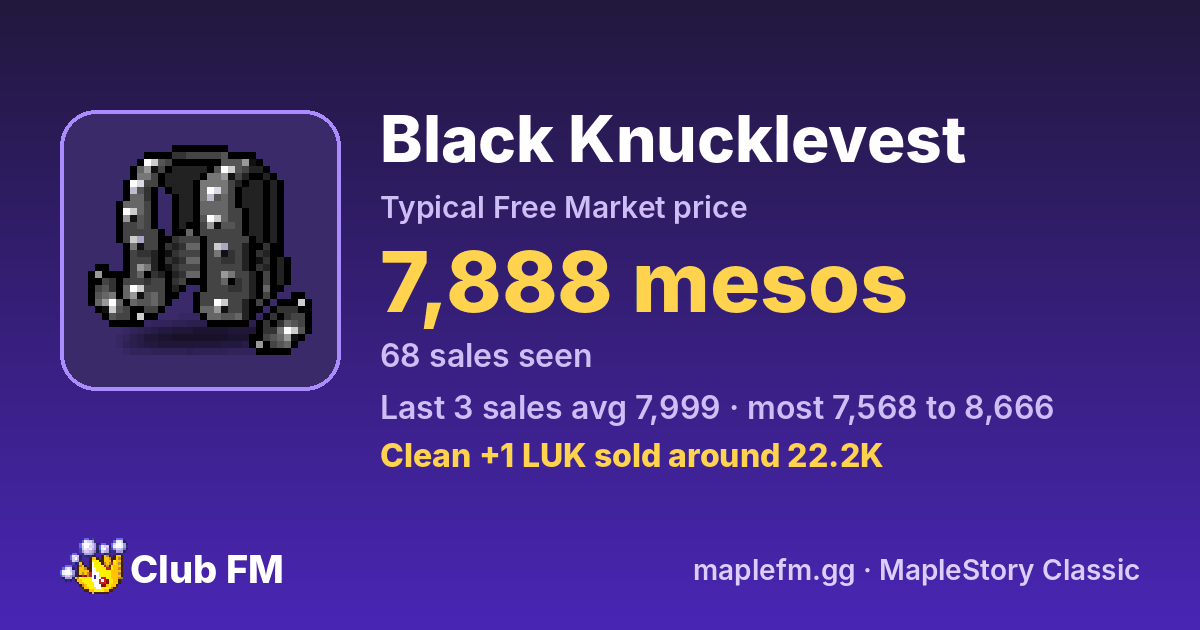 Black Knucklevest
Typical Free Market price
7,888 mesos
68 sales seen
Last 3 sales avg 7,999 · most 7,568 to 8,666
Clean +1 LUK sold around 22.2K
Club FM
maplefm.gg · MapleStory Classic